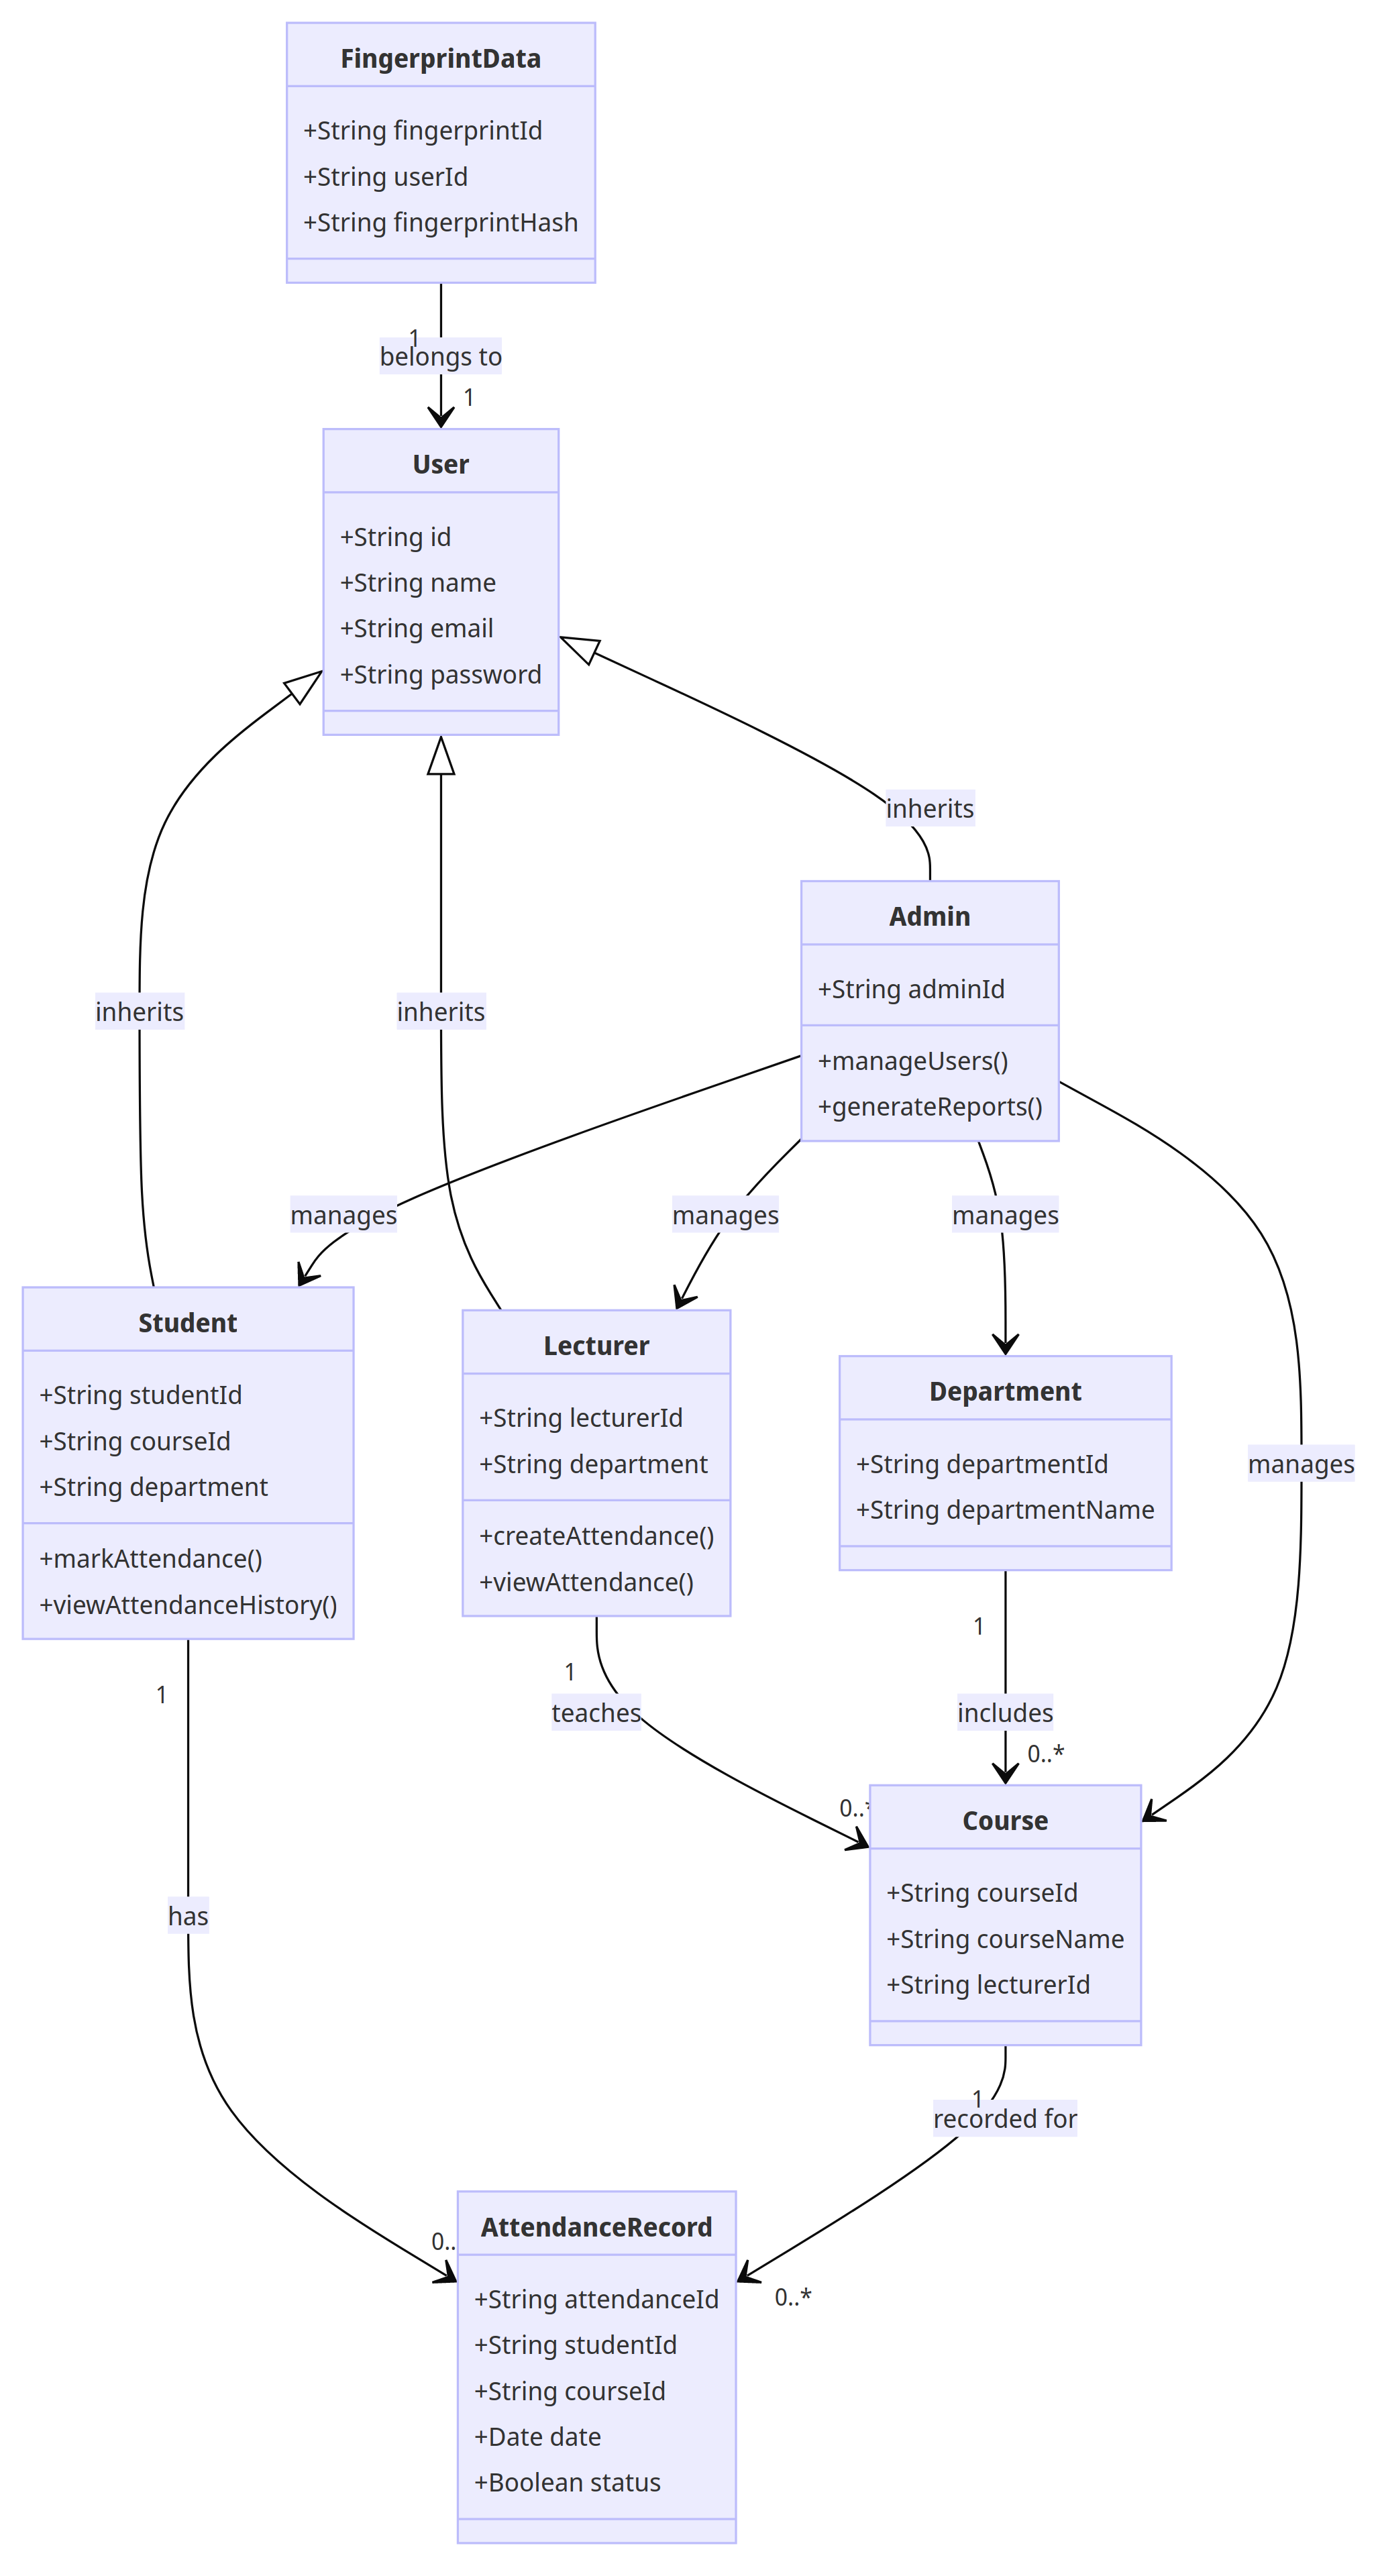 FingerprintData
+String fingerprintId
+String userId
+String fingerprintHash
1
belongs to
1
User
+String id
+String name
+String email
+String password
inherits
Admin
+String adminId
+manageUsers()
+generateReports()
inherits
inherits
manages
manages
manages
manages
Student
+String studentId
+String courseId
+String department
+markAttendance()
+viewAttendanceHistory()
Lecturer
+String lecturerId
+String department
+createAttendance()
+viewAttendance()
Department
+String departmentId
+String departmentName
1
has
1
teaches
0..*
1
includes
0..*
Course
+String courseId
+String courseName
+String lecturerId
1
recorded for
0..
0..*
AttendanceRecord
+String attendanceId
+String studentId
+String courseId
+Date date
+Boolean status